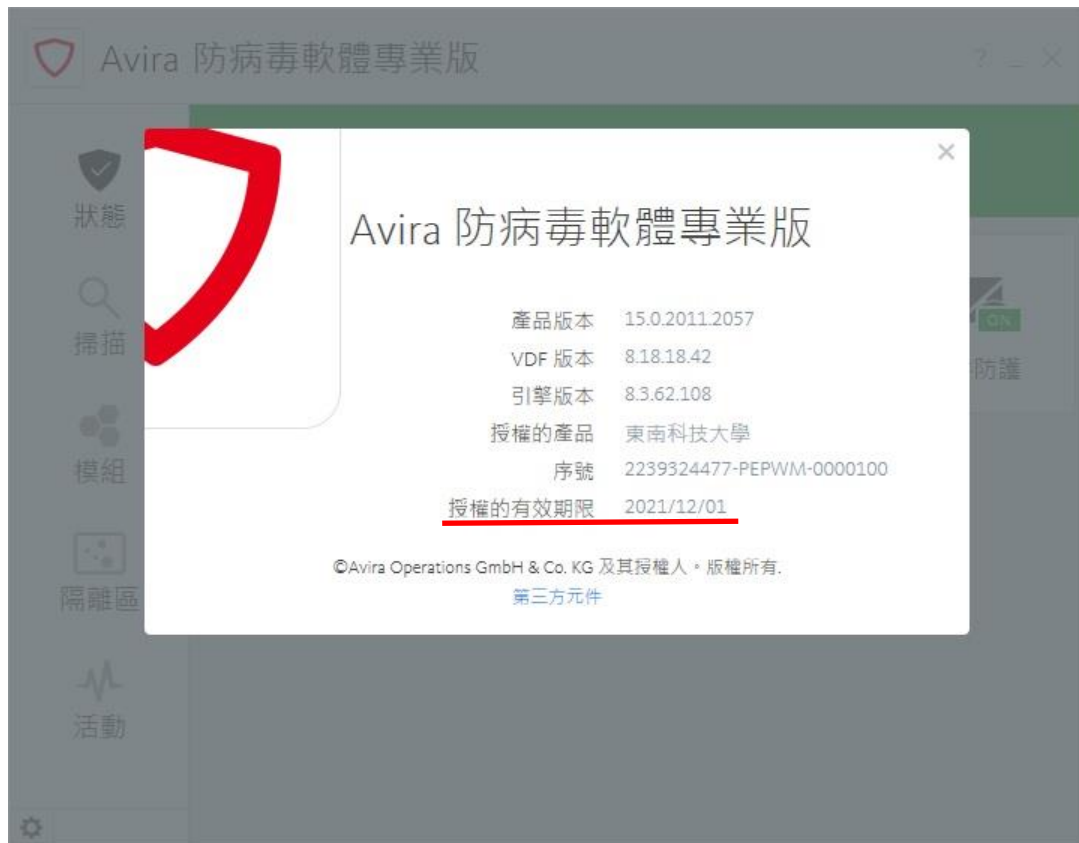 Avira 防病毒軟體專業版
? _ ×
狀態
掃描
模組
隔離區
活動
ON
防護
×
Avira 防病毒軟體專業版
產品版本 15.0.2011.2057
VDF 版本 8.18.18.42
引擎版本 8.3.62.108
授權的產品 東南科技大學
序號 2239324477-PEPWM-0000100
授權的有效期限 2021/12/01
©Avira Operations GmbH & Co. KG 及其授權人。版權所有.
第三方元件